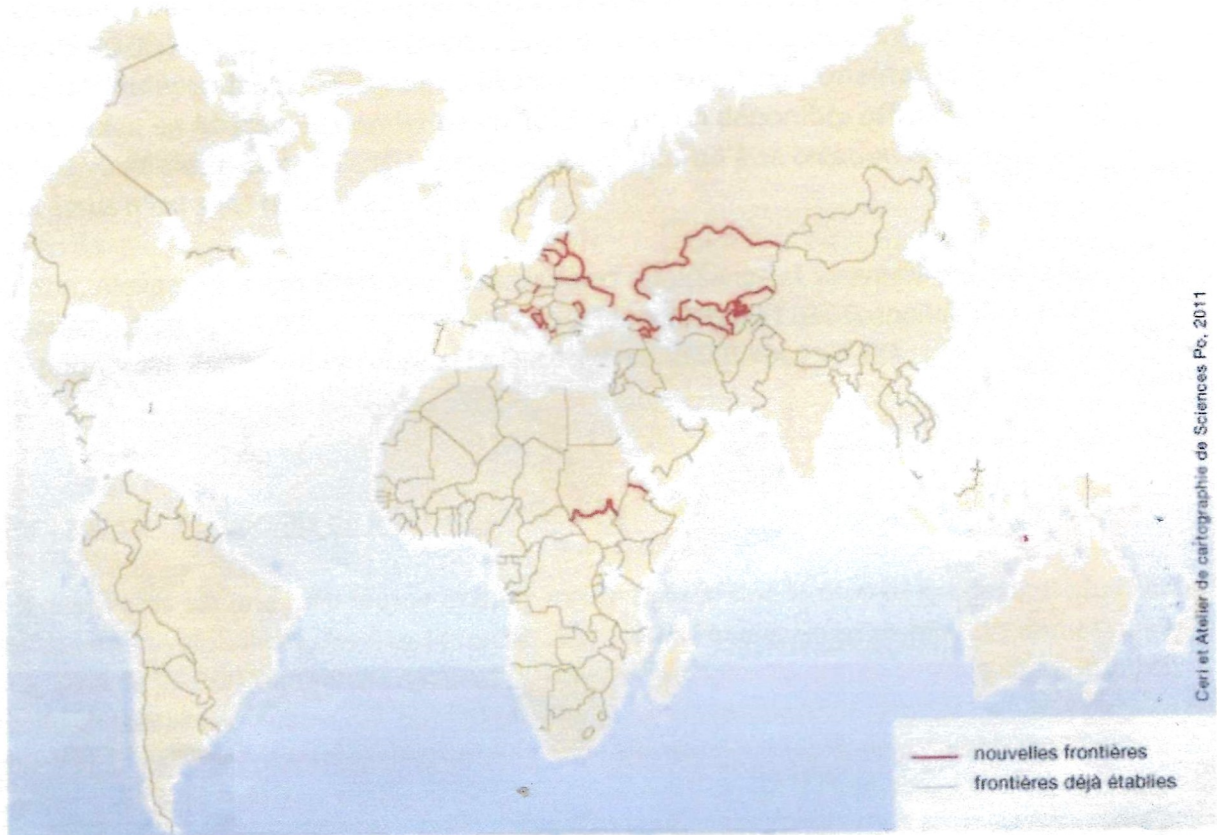 nouvelles frontières
frontières déjà établies
Ceri et Atelier de cartographie de Sciences Po, 2011